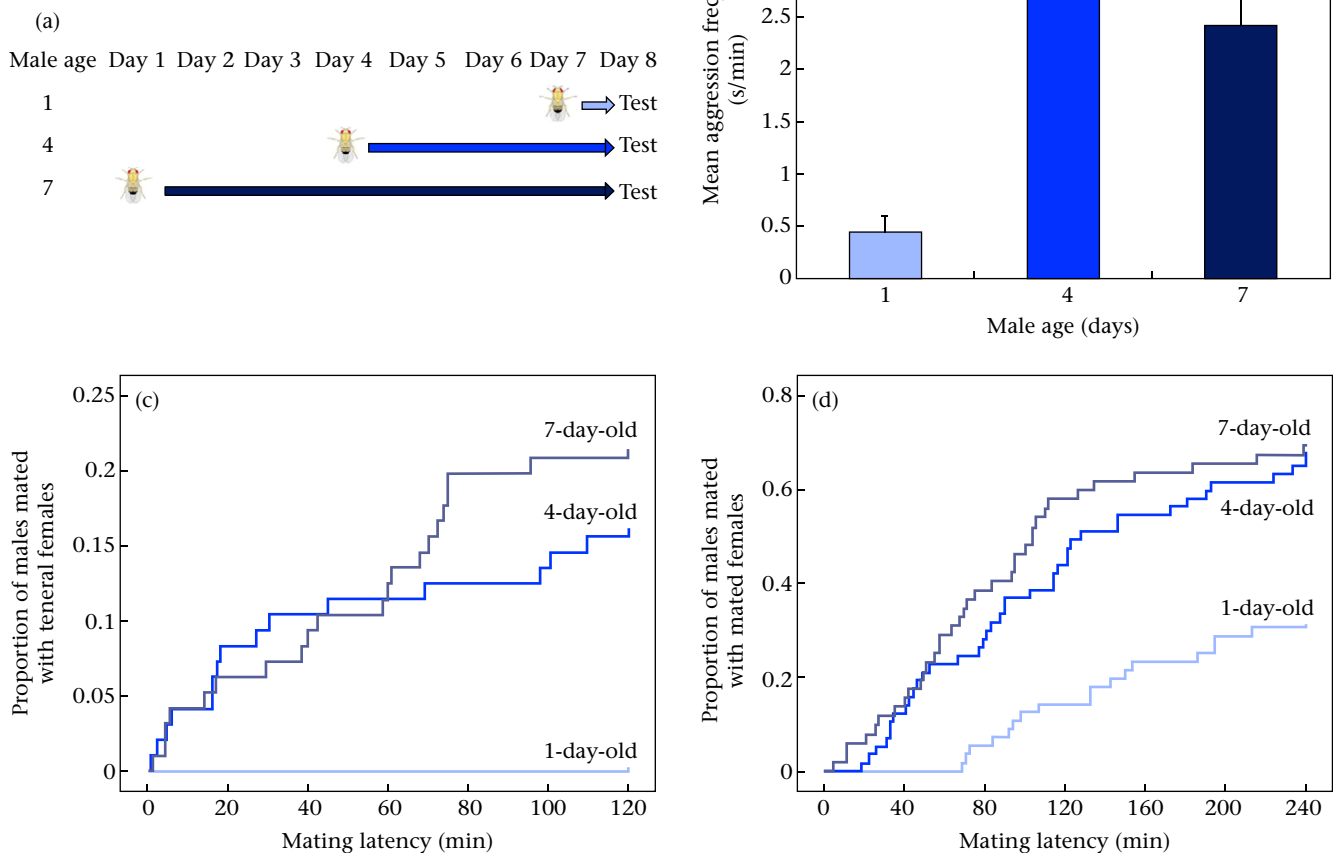 (a)
Male age Day 1 Day 2 Day 3 Day 4 Day 5 Day 6 Day 7 Day 8
1 Test
4 Test
7 Test
Mean aggression
(s/min)
2.5
2
1.5
1
0.5
0
1 4 7
Male age (days)
(c)
Proportion of males mated
with teneral females
0.25
0.2
0.15
0.1
0.05
0
7-day-old
4-day-old
1-day-old
0 20 40 60 80 100 120
Mating latency (min)
(d)
Proportion of males mated
with mated females
0.8
0.6
0.4
0.2
0
7-day-old
4-day-old
1-day-old
0 40 80 120 160 200 240
Mating latency (min)